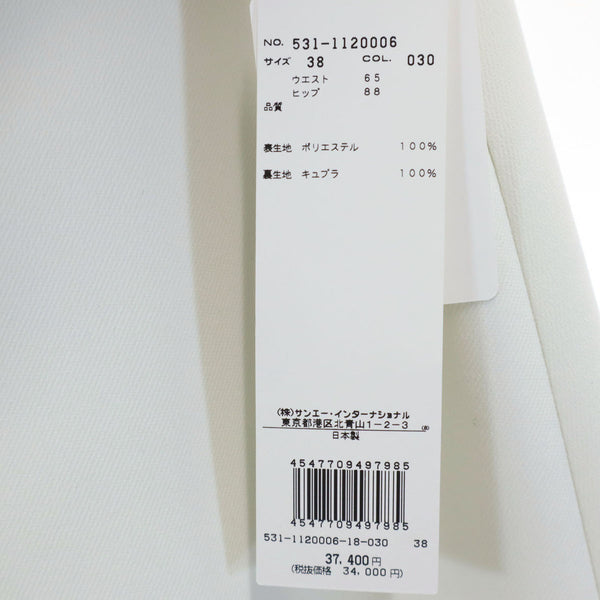 NO. 531-1120006
サイズ 38 COL. 030
ウエスト 65
ヒップ 88
品質
表生地 ポリエステル 100%
裏生地 キュプラ 100%
(株)サンエー・インターナショナル
東京都港区北青山1-2-3
日本製
4547709497985
4547709497985
531-1120006-18-030 38
37,400円
(税抜価格 34,000円)